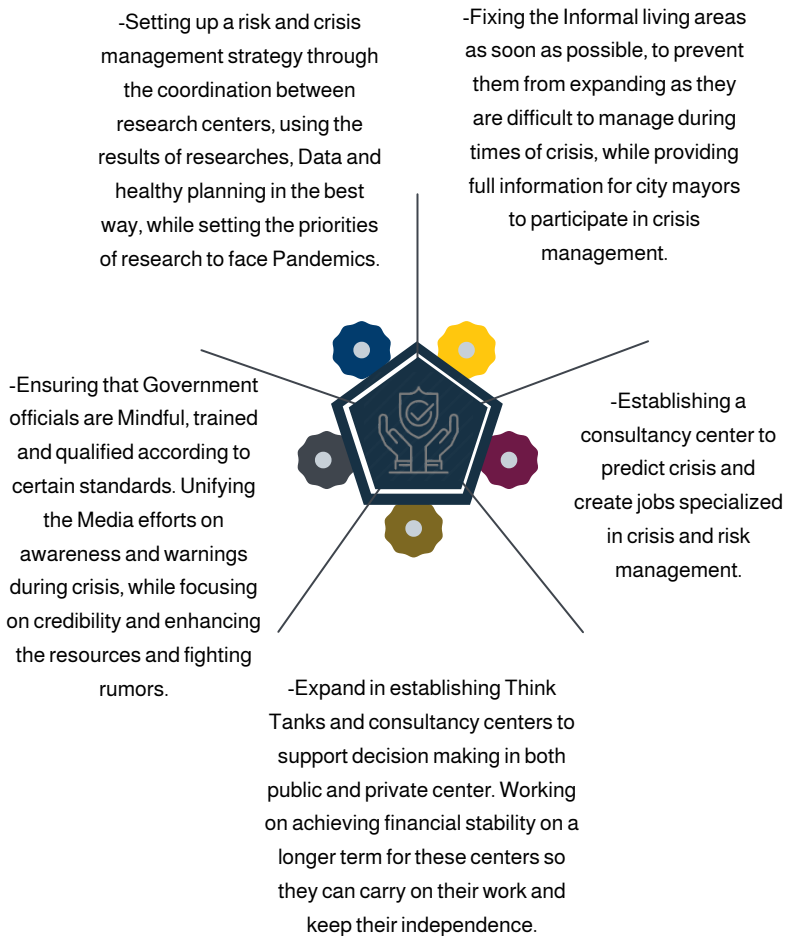 -Setting up a risk and crisis
management strategy through
the coordination between
research centers, using the
results of researches, Data and
healthy planning in the best
way, while setting the priorities
of research to face Pandemics.
-Fixing the Informal living areas
as soon as possible, to prevent
them from expanding as they
are difficult to manage during
times of crisis, while providing
full information for city mayors
to participate in crisis
management.
-Ensuring that Government
officials are Mindful, trained
and qualified according to
certain standards. Unifying
the Media efforts on
awareness and warnings
during crisis, while focusing
on credibility and enhancing
the resources and fighting
rumors.
-Establishing a
consultancy center to
predict crisis and
create jobs specialized
in crisis and risk
management.
-Expand in establishing Think
Tanks and consultancy centers to
support decision making in both
public and private center. Working
on achieving financial stability on a
longer term for these centers so
they can carry on their work and
keep their independence.